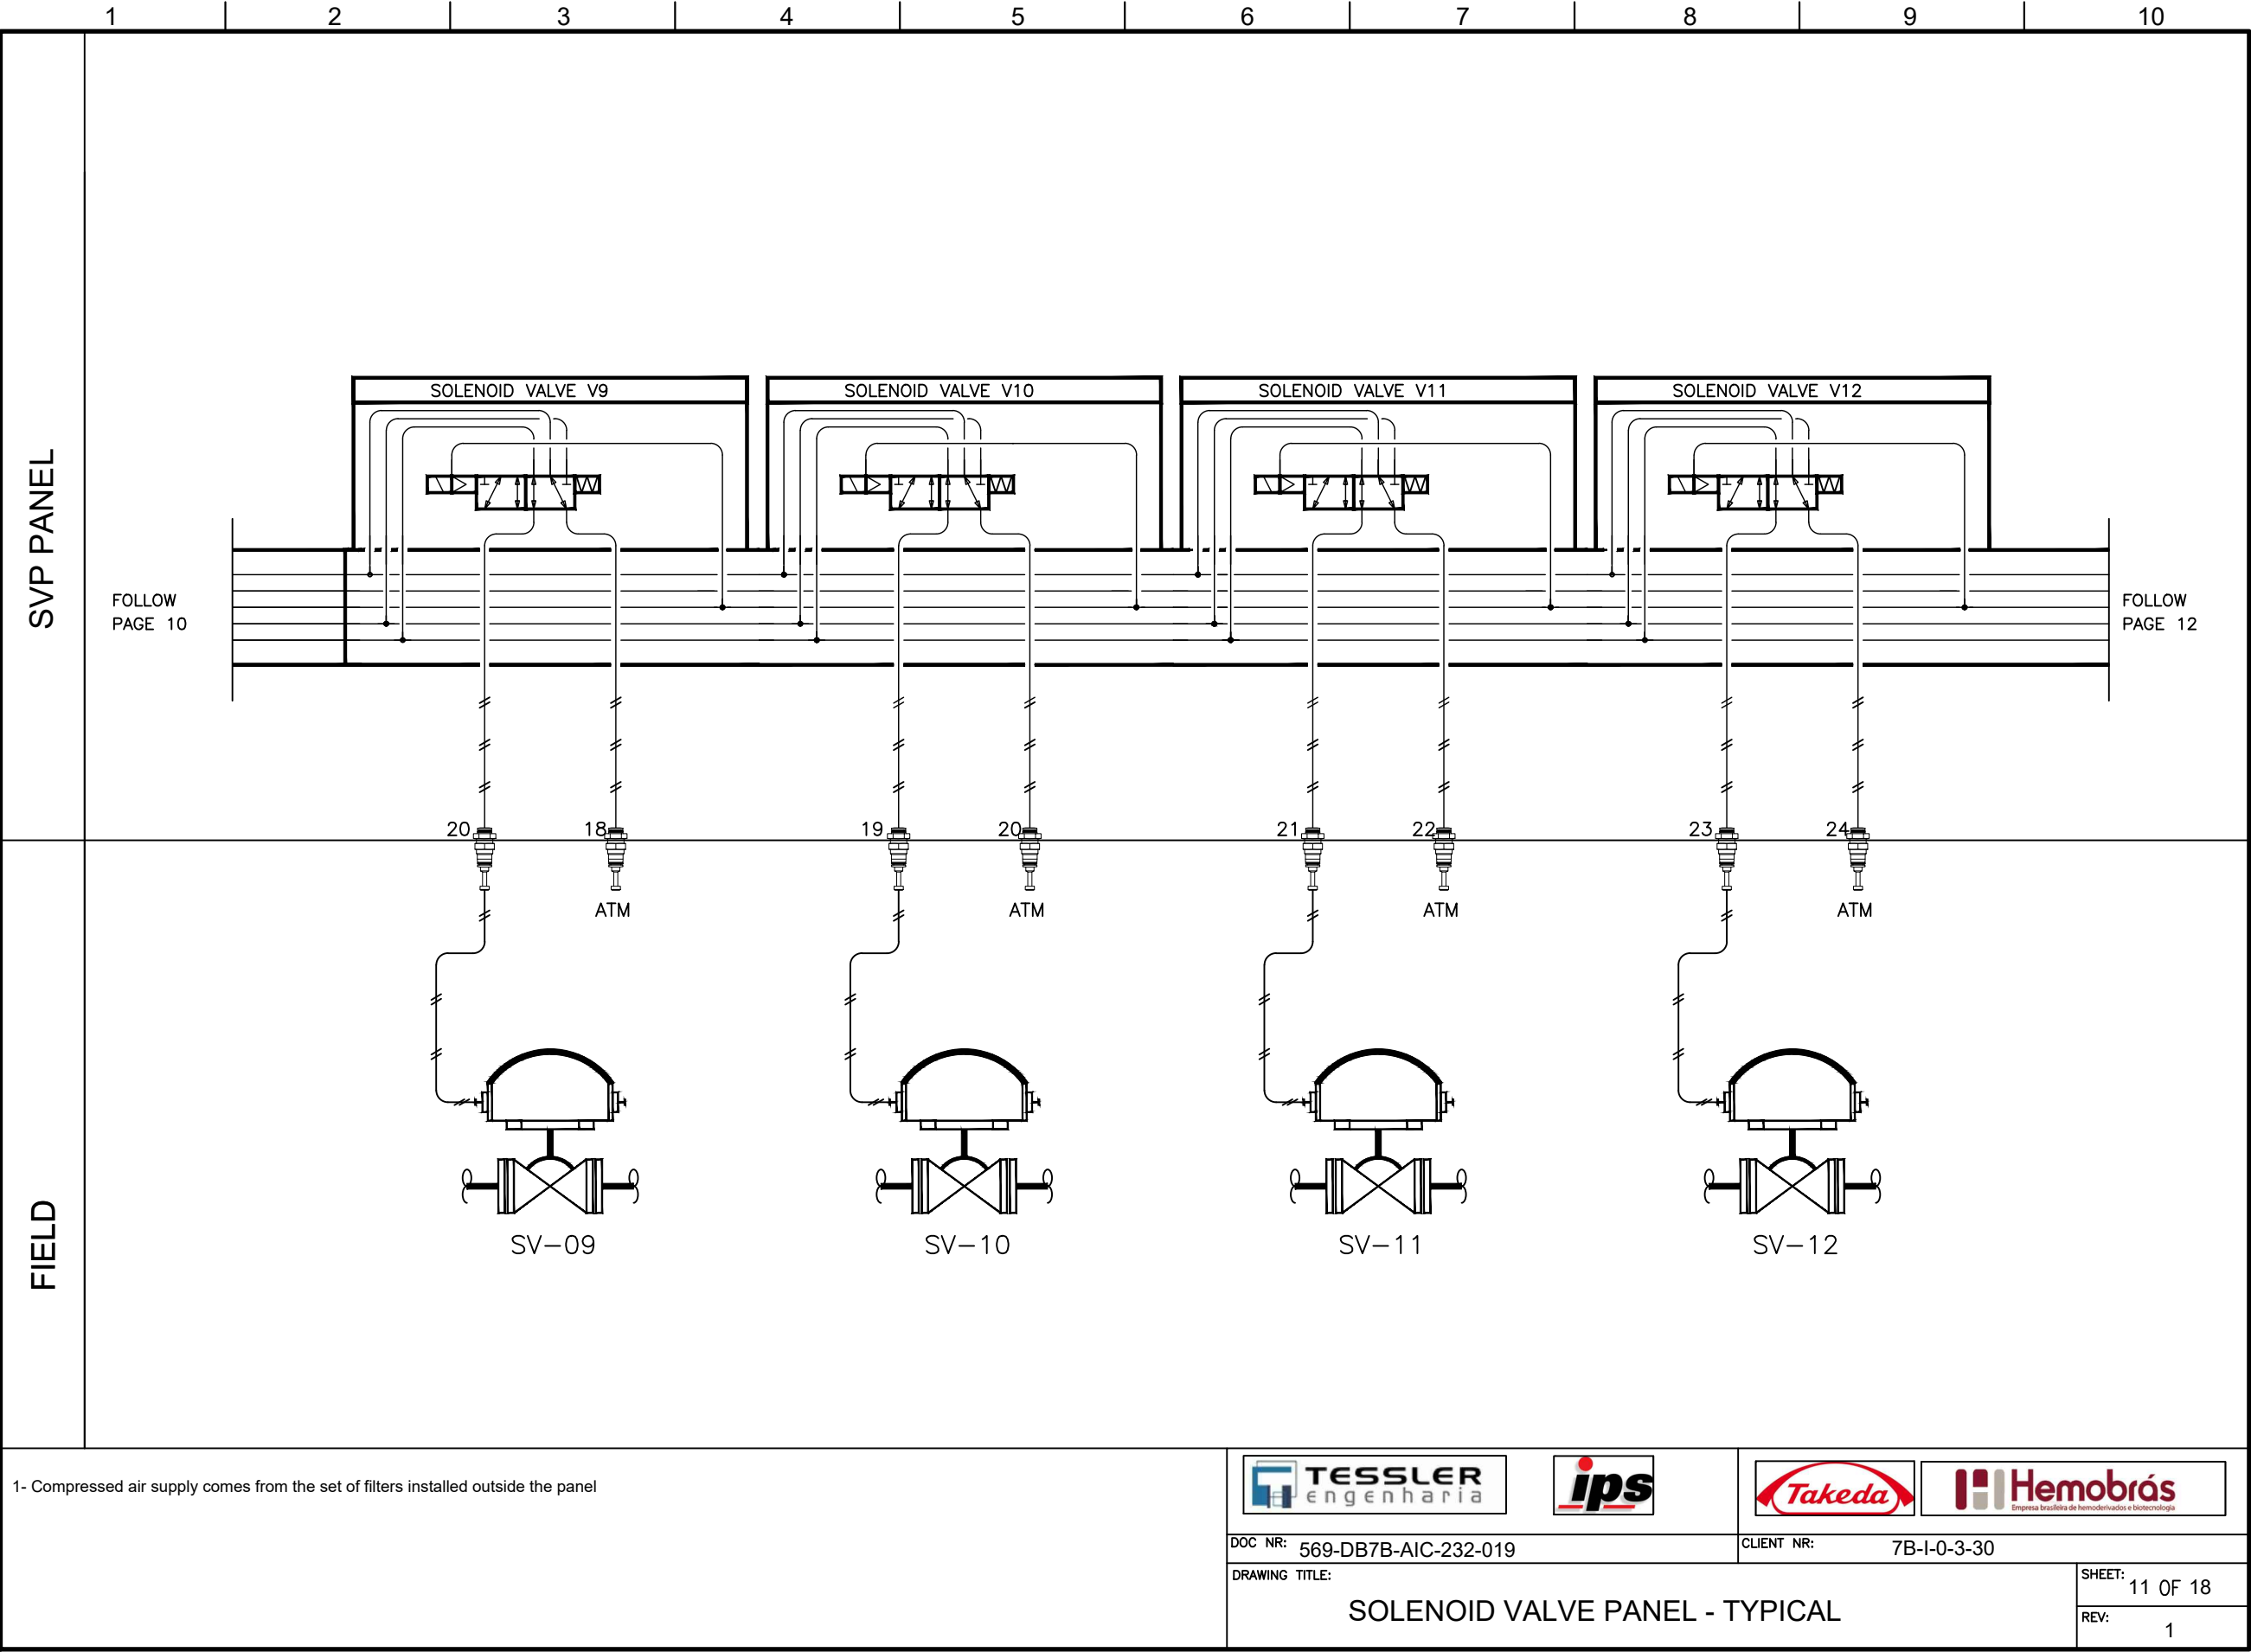 1 2 3 4 5 6 7 8 9 10
SVP PANEL
SOLENOID VALVE V9
SOLENOID VALVE V10
SOLENOID VALVE V11
SOLENOID VALVE V12
FOLLOW
PAGE 10
FOLLOW
PAGE 12
20 18 19 20 21 22 23 24
ATM ATM ATM ATM
FIELD
SV-09 SV-10 SV-11 SV-12
1- Compressed air supply comes from the set of filters installed outside the panel
TESSLER
engenharia
ips
Takeda
Hemobrás
Empresa brasileira de hemoderivados e biotecnologia
DOC NR: 569-DB7B-AIC-232-019
CLIENT NR: 7B-I-0-3-30
DRAWING TITLE:
SOLENOID VALVE PANEL - TYPICAL
SHEET: 11 OF 18
REV: 1